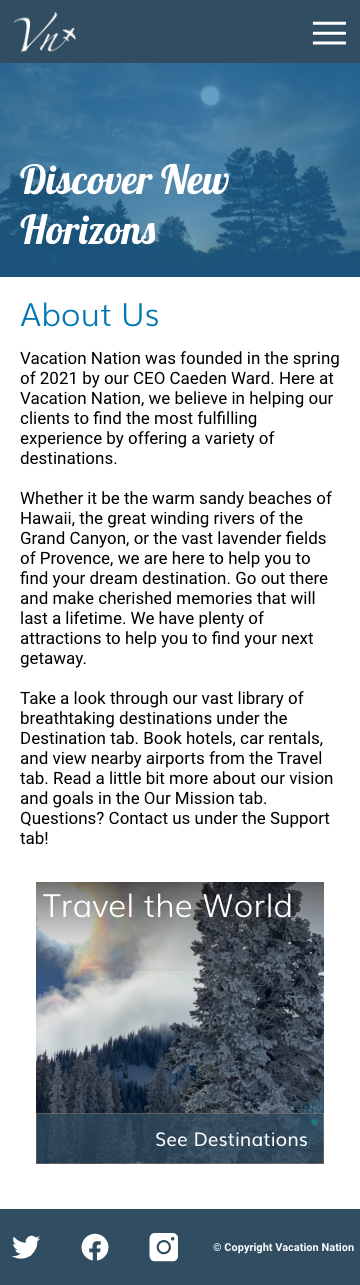 Vn
Discover New
Horizons
About Us
Vacation Nation was founded in the spring
of 2021 by our CEO Caeden Ward. Here at
Vacation Nation, we believe in helping our
clients to find the most fulfilling
experience by offering a variety of
destinations.
Whether it be the warm sandy beaches of
Hawaii, the great winding rivers of the
Grand Canyon, or the vast lavender fields
of Provence, we are here to help you to
find your dream destination. Go out there
and make cherished memories that will
last a lifetime. We have plenty of
attractions to help you to find your next
getaway.
Take a look through our vast library of
breathtaking destinations under the
Destination tab. Book hotels, car rentals,
and view nearby airports from the Travel
tab. Read a little bit more about our vision
and goals in the Our Mission tab.
Questions? Contact us under the Support
tab!
Travel the World
See Destinations
© Copyright Vacation Nation